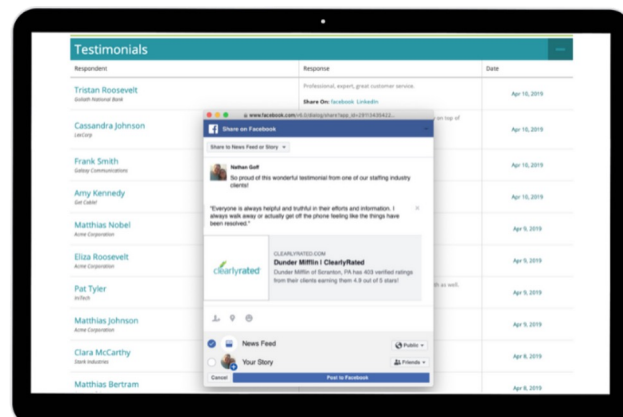 Testimonials
Respondent Response Date
Tristan Roosevelt
Goliath National Bank
Professional, expert, great customer service.
Share On: facebook LinkedIn
Apr 10, 2019
Cassandra Johnson
LexCorp
on top of
Apr 10, 2019
Frank Smith
Galaxy Communications
Apr 10, 2019
Amy Kennedy
Apr 10, 2019
Matthias Nobel
Acme Corporation
Apr 9, 2019
Eliza Roosevelt
Acme Corporation
Apr 9, 2019
Pat Tyler
InTech
as well.
Apr 9, 2019
Matthias Johnson
Acme Corporation
Apr 9, 2019
Clara McCarthy
Stark Industries
Apr 8, 2019
Matthias Bertram
Apr 8, 2019
Share on Facebook
Share to News Feed or Story
Nathan Goff
So proud of this wonderful testimonial from one of our staffing industry
clients!
"Everyone is always helpful and truthful in their efforts and information. I
always walk away or actually get off the phone feeling like the things have
been resolved."
clearlyrated
CLEARLYRATED.COM
Dunder Mifflin | ClearlyRated
Dunder Mifflin of Scranton, PA has 403 verified ratings
from their clients earning them 4.9 out of 5 stars!
News Feed
Public
Your Story
Friends
Cancel
Post to Facebook